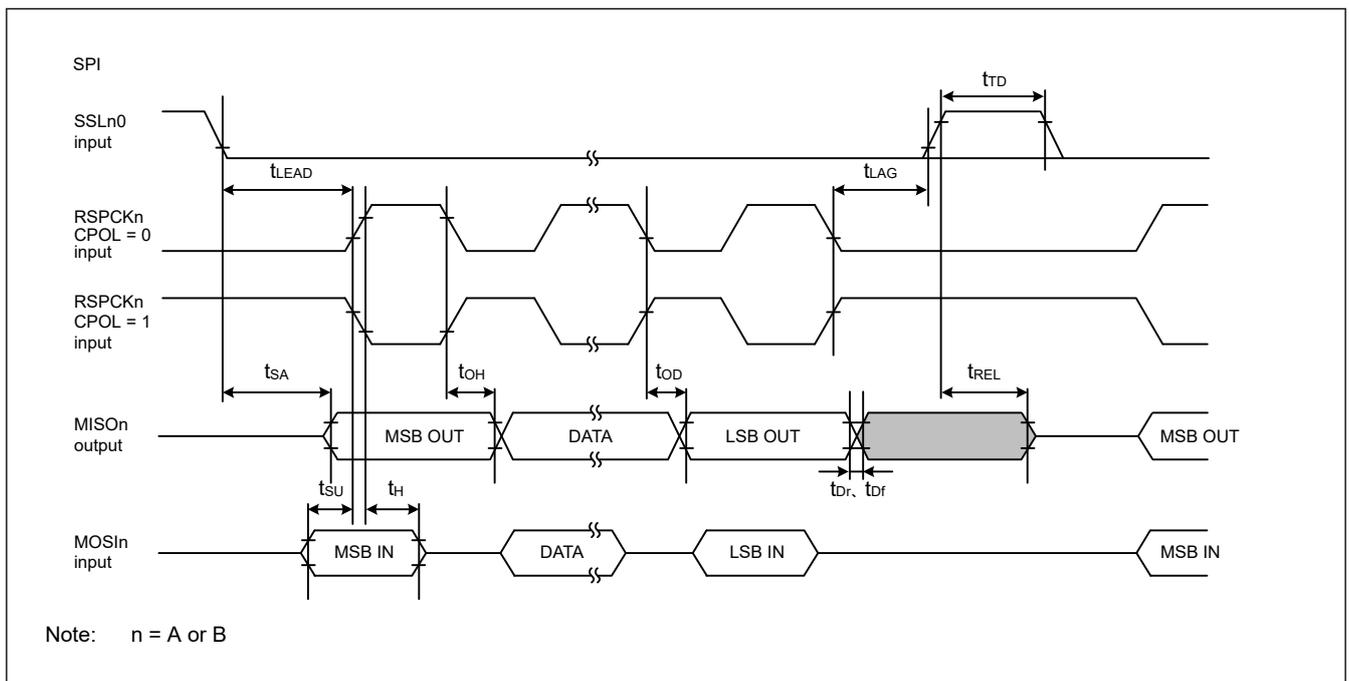 SPI
tTD
SSLn0
input
tLEAD
tLAG
RSPCKn
CPOL = 0
input
RSPCKn
CPOL = 1
input
tSA
tOH
tOD
tREL
MISOn
output
MSB OUT
DATA
LSB OUT
MSB OUT
tSU
tH
tDr、tDf
MOSIn
input
MSB IN
DATA
LSB IN
MSB IN
Note: n = A or B